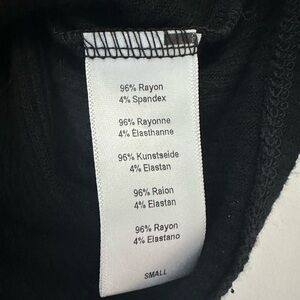 96% Rayon
4% Spandex
96% Rayonne
4% Élasthanne
96% Kunstseide
4% Elastan
96% Raion
4% Elastan
96% Rayon
4% Elastano
SMALL